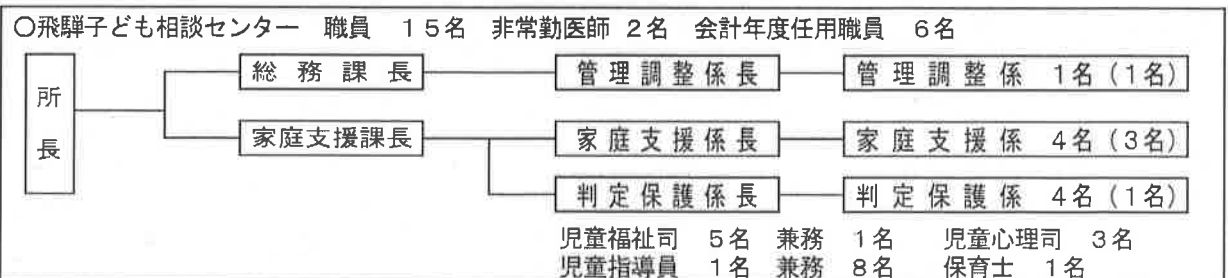 〇飛騨子ども相談センター 職員 15名 非常勤医師 2名 会計年度任用職員 6名
所長
総務課長 管理調整係長 管理調整係 1名(1名)
家庭支援課長 家庭支援係長 家庭支援係 4名(3名)
判定保護係長 判定保護係 4名(1名)
児童福祉司 5名 兼務 1名 児童心理司 3名
児童指導員 1名 兼務 8名 保育士 1名